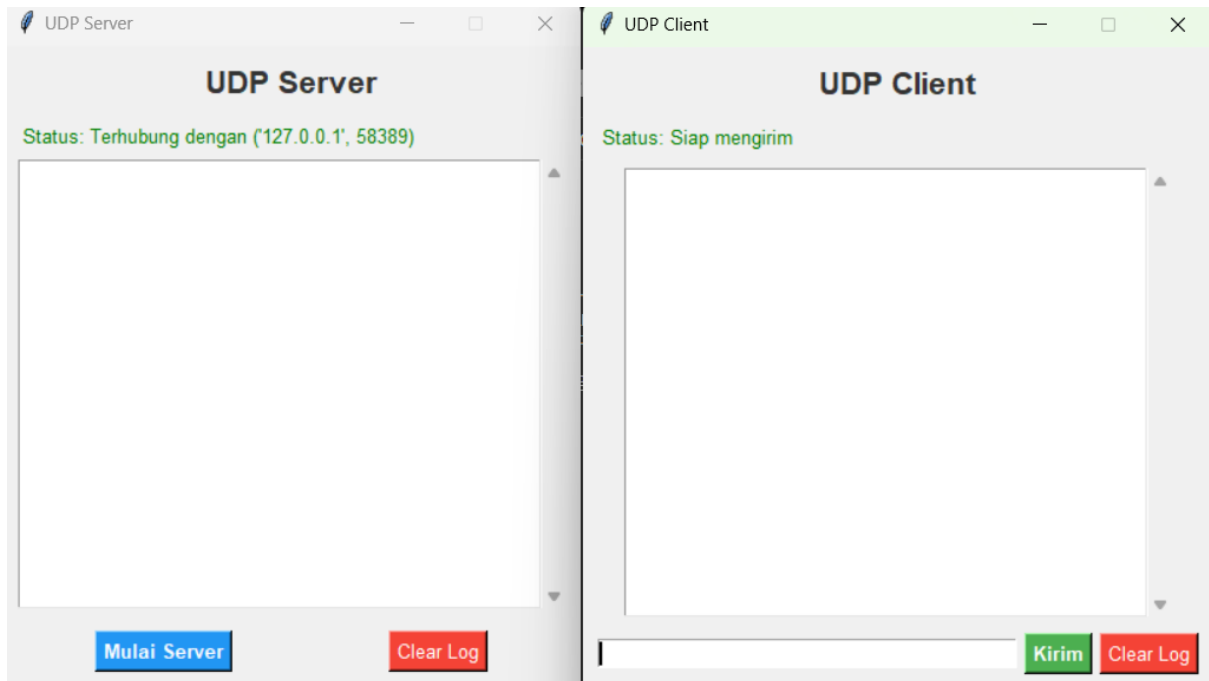 UDP Server
UDP Server
Status: Terhubung dengan ('127.0.0.1', 58389)
Mulai Server
Clear Log
UDP Client
UDP Client
Status: Siap mengirim
Kirim
Clear Log